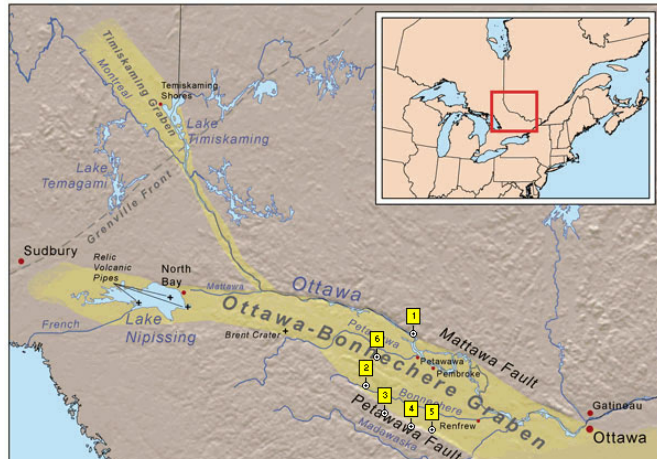 Timiskaming Graben
Montreal
Temiskaming
Shores
Lake
Timiskaming
Lake
Temagami
Grenville Front
Sudbury
Relic
Volcanic
Pipes
North
Bay
Mattawa
Ottawa
French
Lake
Nipissing
Brent Crater
Ottawa-Bonnechere Graben
Mattawa Fault
Petawawa
Petawawa
Pembroke
Bonnechere
Renfrew
Petawawa Fault
Madawaska
Gatineau
Ottawa
1
6
2
3
4
5